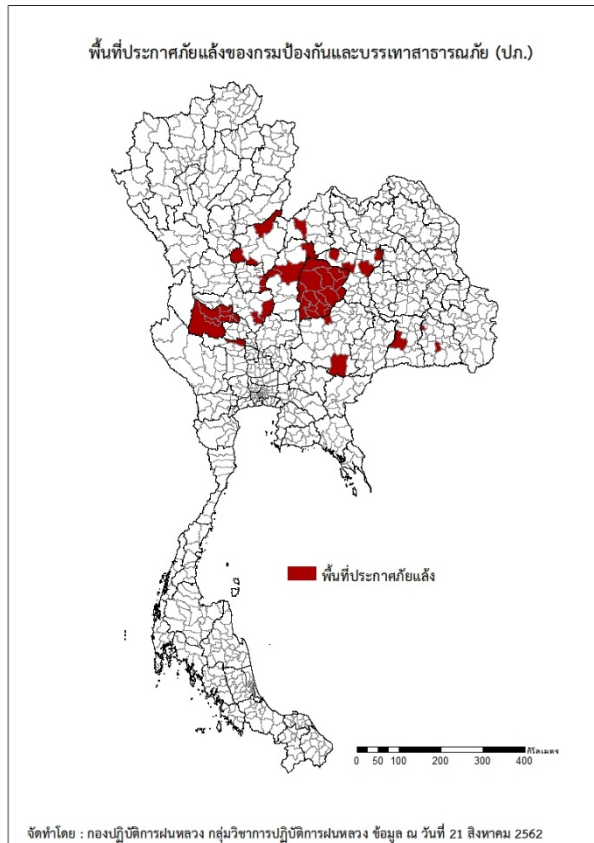 พื้นที่ประกาศภัยแล้งของกรมป้องกันและบรรเทาสาธารณภัย (ปภ.)
พื้นที่ประกาศภัยแล้ง
กิโลเมตร
0 50 100 200 300 400
จัดทำโดย : กองปฏิบัติการฝนหลวง กลุ่มวิชาการปฏิบัติการฝนหลวง ข้อมูล ณ วันที่ 21 สิงหาคม 2562